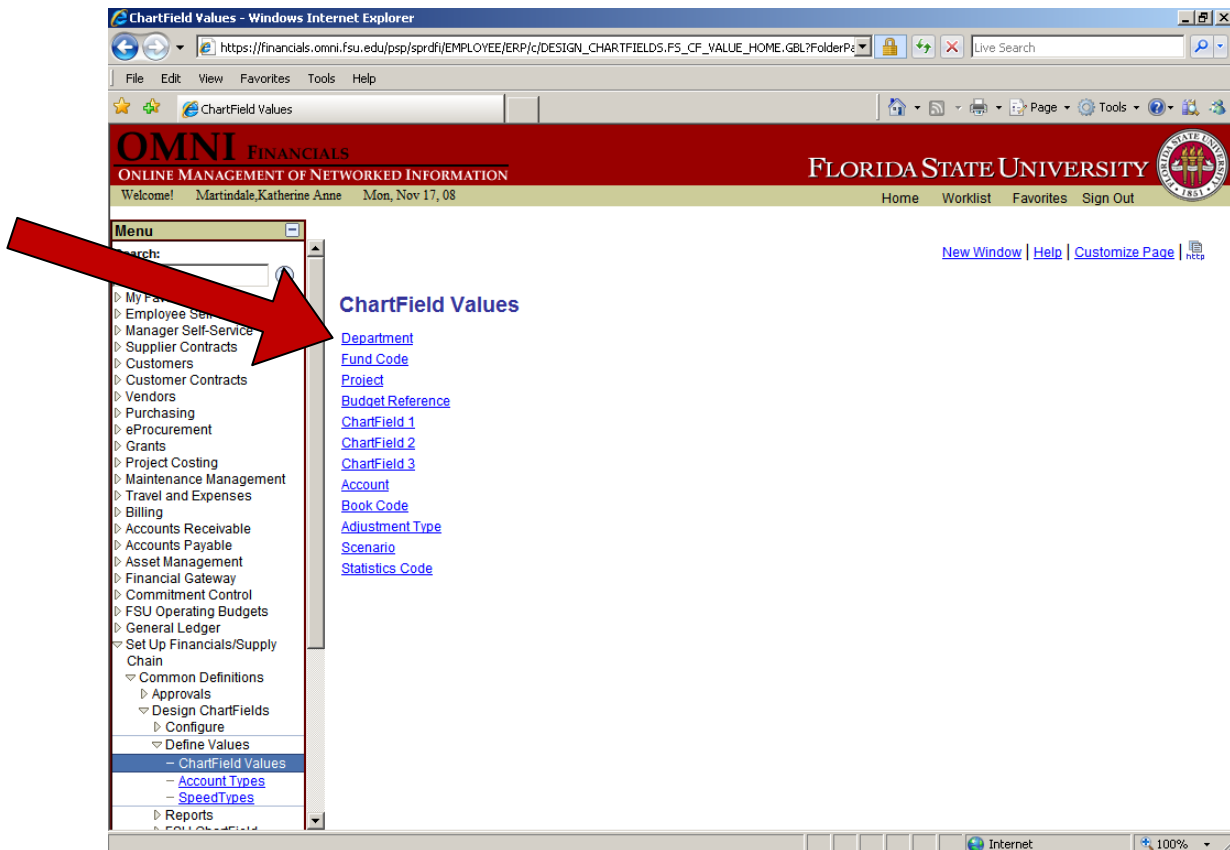 ChartField Values - Windows Internet Explorer
https://financials.omni.fsu.edu/psp/sprdfi/EMPLOYEE/ERP/c/DESIGN_CHARTFIELDS.FS_CF_VALUE_HOME.GBL?FolderPa
Live Search
File Edit View Favorites Tools Help
ChartField Values
Page Tools
OMNI FINANCIALS
ONLINE MANAGEMENT OF NETWORKED INFORMATION
FLORIDA STATE UNIVERSITY
1851
Welcome! Martindale,Katherine Anne Mon, Nov 17, 08
Home Worklist Favorites Sign Out
Menu
New Window | Help | Customize Page | http
My
Employee
Manager Self-Service
Supplier Contracts
Customers
Customer Contracts
Vendors
Purchasing
eProcurement
Grants
Project Costing
Maintenance Management
Travel and Expenses
Billing
Accounts Receivable
Accounts Payable
Asset Management
Financial Gateway
Commitment Control
FSU Operating Budgets
General Ledger
Set Up Financials/Supply
Chain
Common Definitions
Approvals
Design ChartFields
Configure
Define Values
– ChartField Values
– Account Types
– SpeedTypes
Reports
ChartField Values
Department
Fund Code
Project
Budget Reference
ChartField 1
ChartField 2
ChartField 3
Account
Book Code
Adjustment Type
Scenario
Statistics Code
Internet
100%